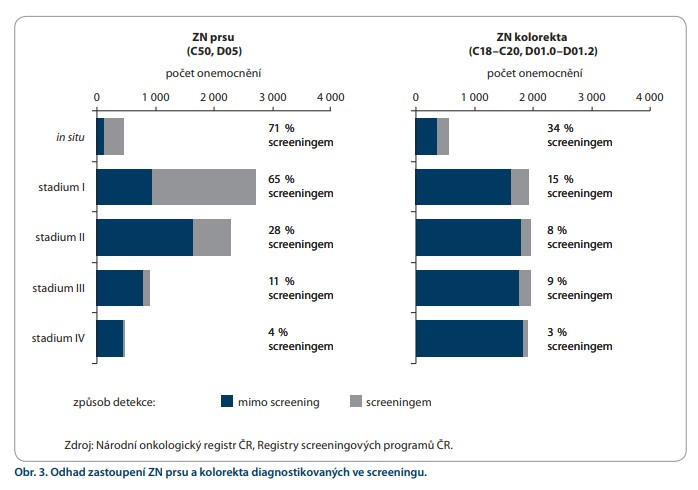 ZN prsu
(C50, D05)
počet onemocnění
0 1 000 2 000 3 000 4 000
in situ
71 %
screeningem
stadium I
65 %
screeningem
stadium II
28 %
screeningem
stadium III
11 %
screeningem
stadium IV
4 %
screeningem
ZN kolorekta
(C18–C20, D01.0–D01.2)
počet onemocnění
0 1 000 2 000 3 000 4 000
34 %
screeningem
15 %
screeningem
8 %
screeningem
9 %
screeningem
3 %
screeningem
způsob detekce: mimo screening screeningem
Zdroj: Národní onkologický registr ČR, Registry screeningových programů ČR.
Obr. 3. Odhad zastoupení ZN prsu a kolorekta diagnostikovaných ve screeningu.